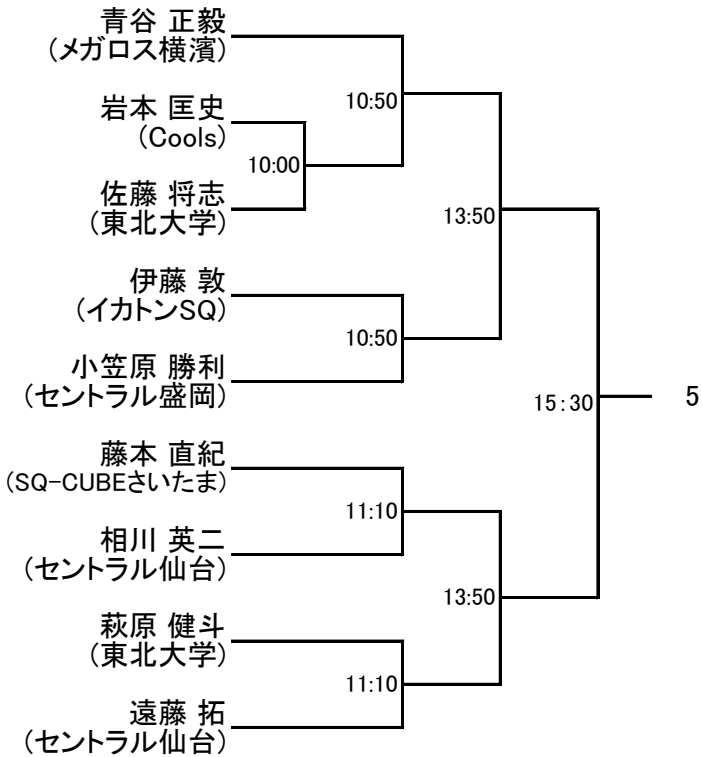 青谷 正毅
（メガロス横濱）
10:50
岩本 匡史
（Cools）
10:00
佐藤 将志
（東北大学）
13:50
伊藤 敦
（イカトンSQ）
10:50
小笠原 勝利
（セントラル盛岡）
15：30
5
藤本 直紀
（SQ-CUBEさいたま）
11:10
相川 英二
（セントラル仙台）
13:50
萩原 健斗
（東北大学）
11:10
遠藤 拓
（セントラル仙台）